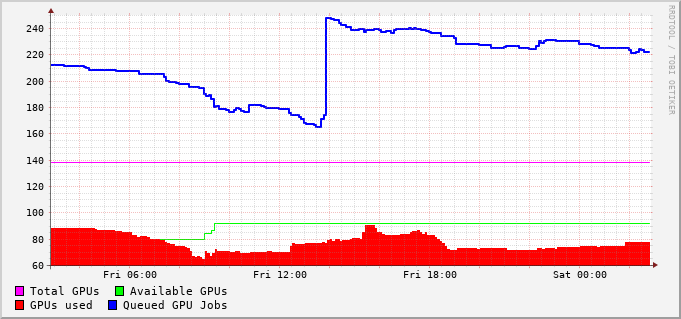 RRDTOOL / TOBI OETIKER
240
220
200
180
160
140
120
100
80
60
Fri 06:00 Fri 12:00 Fri 18:00 Sat 00:00
Total GPUs Available GPUs
GPUs used Queued GPU Jobs